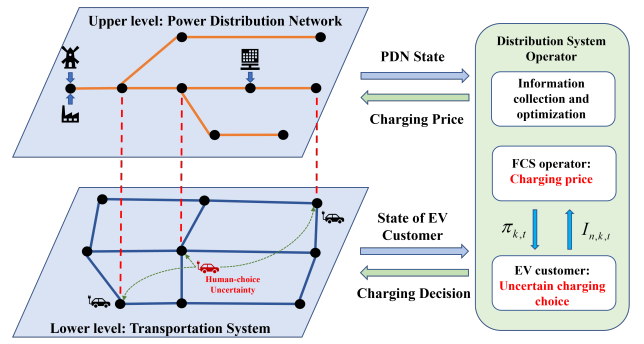 Upper level: Power Distribution Network
PDN State
Charging Price
Distribution System
Operator
Information
collection and
optimization
FCS operator:
Charging price
π_{k,t}
I_{n,k,t}
EV customer:
Uncertain charging
choice
State of EV
Customer
Charging Decision
Human-choice
Uncertainty
Lower level: Transportation System